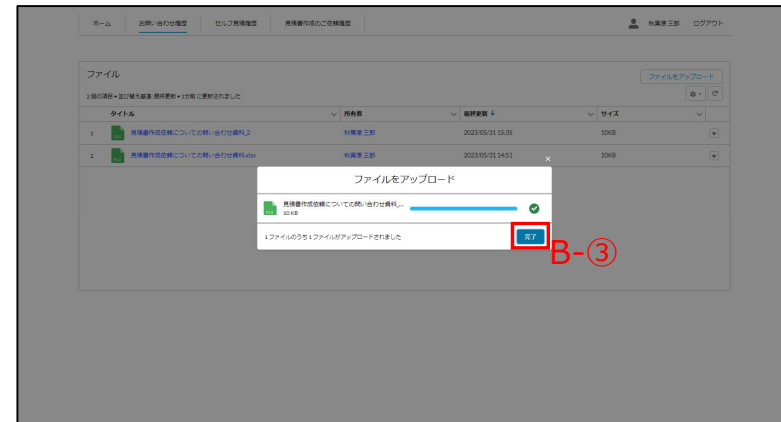 ホーム お問い合わせ履歴 セルフ見積履歴 見積書作成のご依頼履歴 秋葉原 三郎 ログアウト
ファイル ファイルをアップロード
2 個の項目 • 並び替え基準: 最終更新 • 1分前 に更新されました
タイトル 所有者 最終更新 ↓ サイズ
1 見積書作成依頼についての問い合わせ資料_2 秋葉原 三郎 2023/05/31 15:35 10KB
2 見積書作成依頼についての問い合わせ資料.xlsx 秋葉原 三郎 2023/05/31 14:51 10KB
ファイルをアップロード
見積書作成依頼についての問い合わせ資料_...
10 KB
1 ファイルのうち 1 ファイルがアップロードされました 完了
B-③